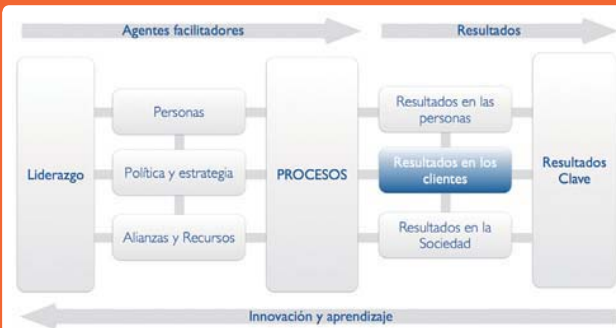 Agentes facilitadores
Resultados
Liderazgo
Personas
Política y estrategia
Alianzas y Recursos
PROCESOS
Resultados en las
personas
Resultados en los
clientes
Resultados en la
Sociedad
Resultados
Clave
Innovación y aprendizaje